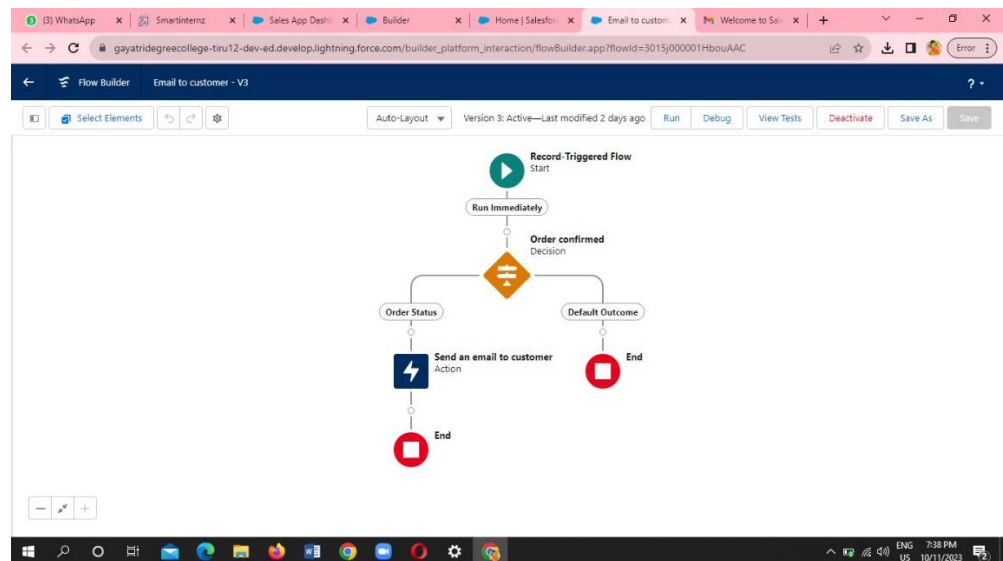 (3) WhatsApp
Smartinternz
Sales App Dash
Builder
Home | Salesfor
Email to custom
Welcome to Sal
gayatridegreecollege-tiru12-dev-ed.develop.lightning.force.com/builder_platform_interaction/flowBuilder.app?flowId=3015j000001HbouAAC
Error
Flow Builder
Email to customer - V3
?
Select Elements
Auto-Layout
Version 3: Active—Last modified 2 days ago
Run
Debug
View Tests
Deactivate
Save As
Save
Record-Triggered Flow
Start
Run Immediately
Order confirmed
Decision
Order Status
Default Outcome
Send an email to customer
Action
End
End
ENG
7:38 PM
US
10/11/2023
2